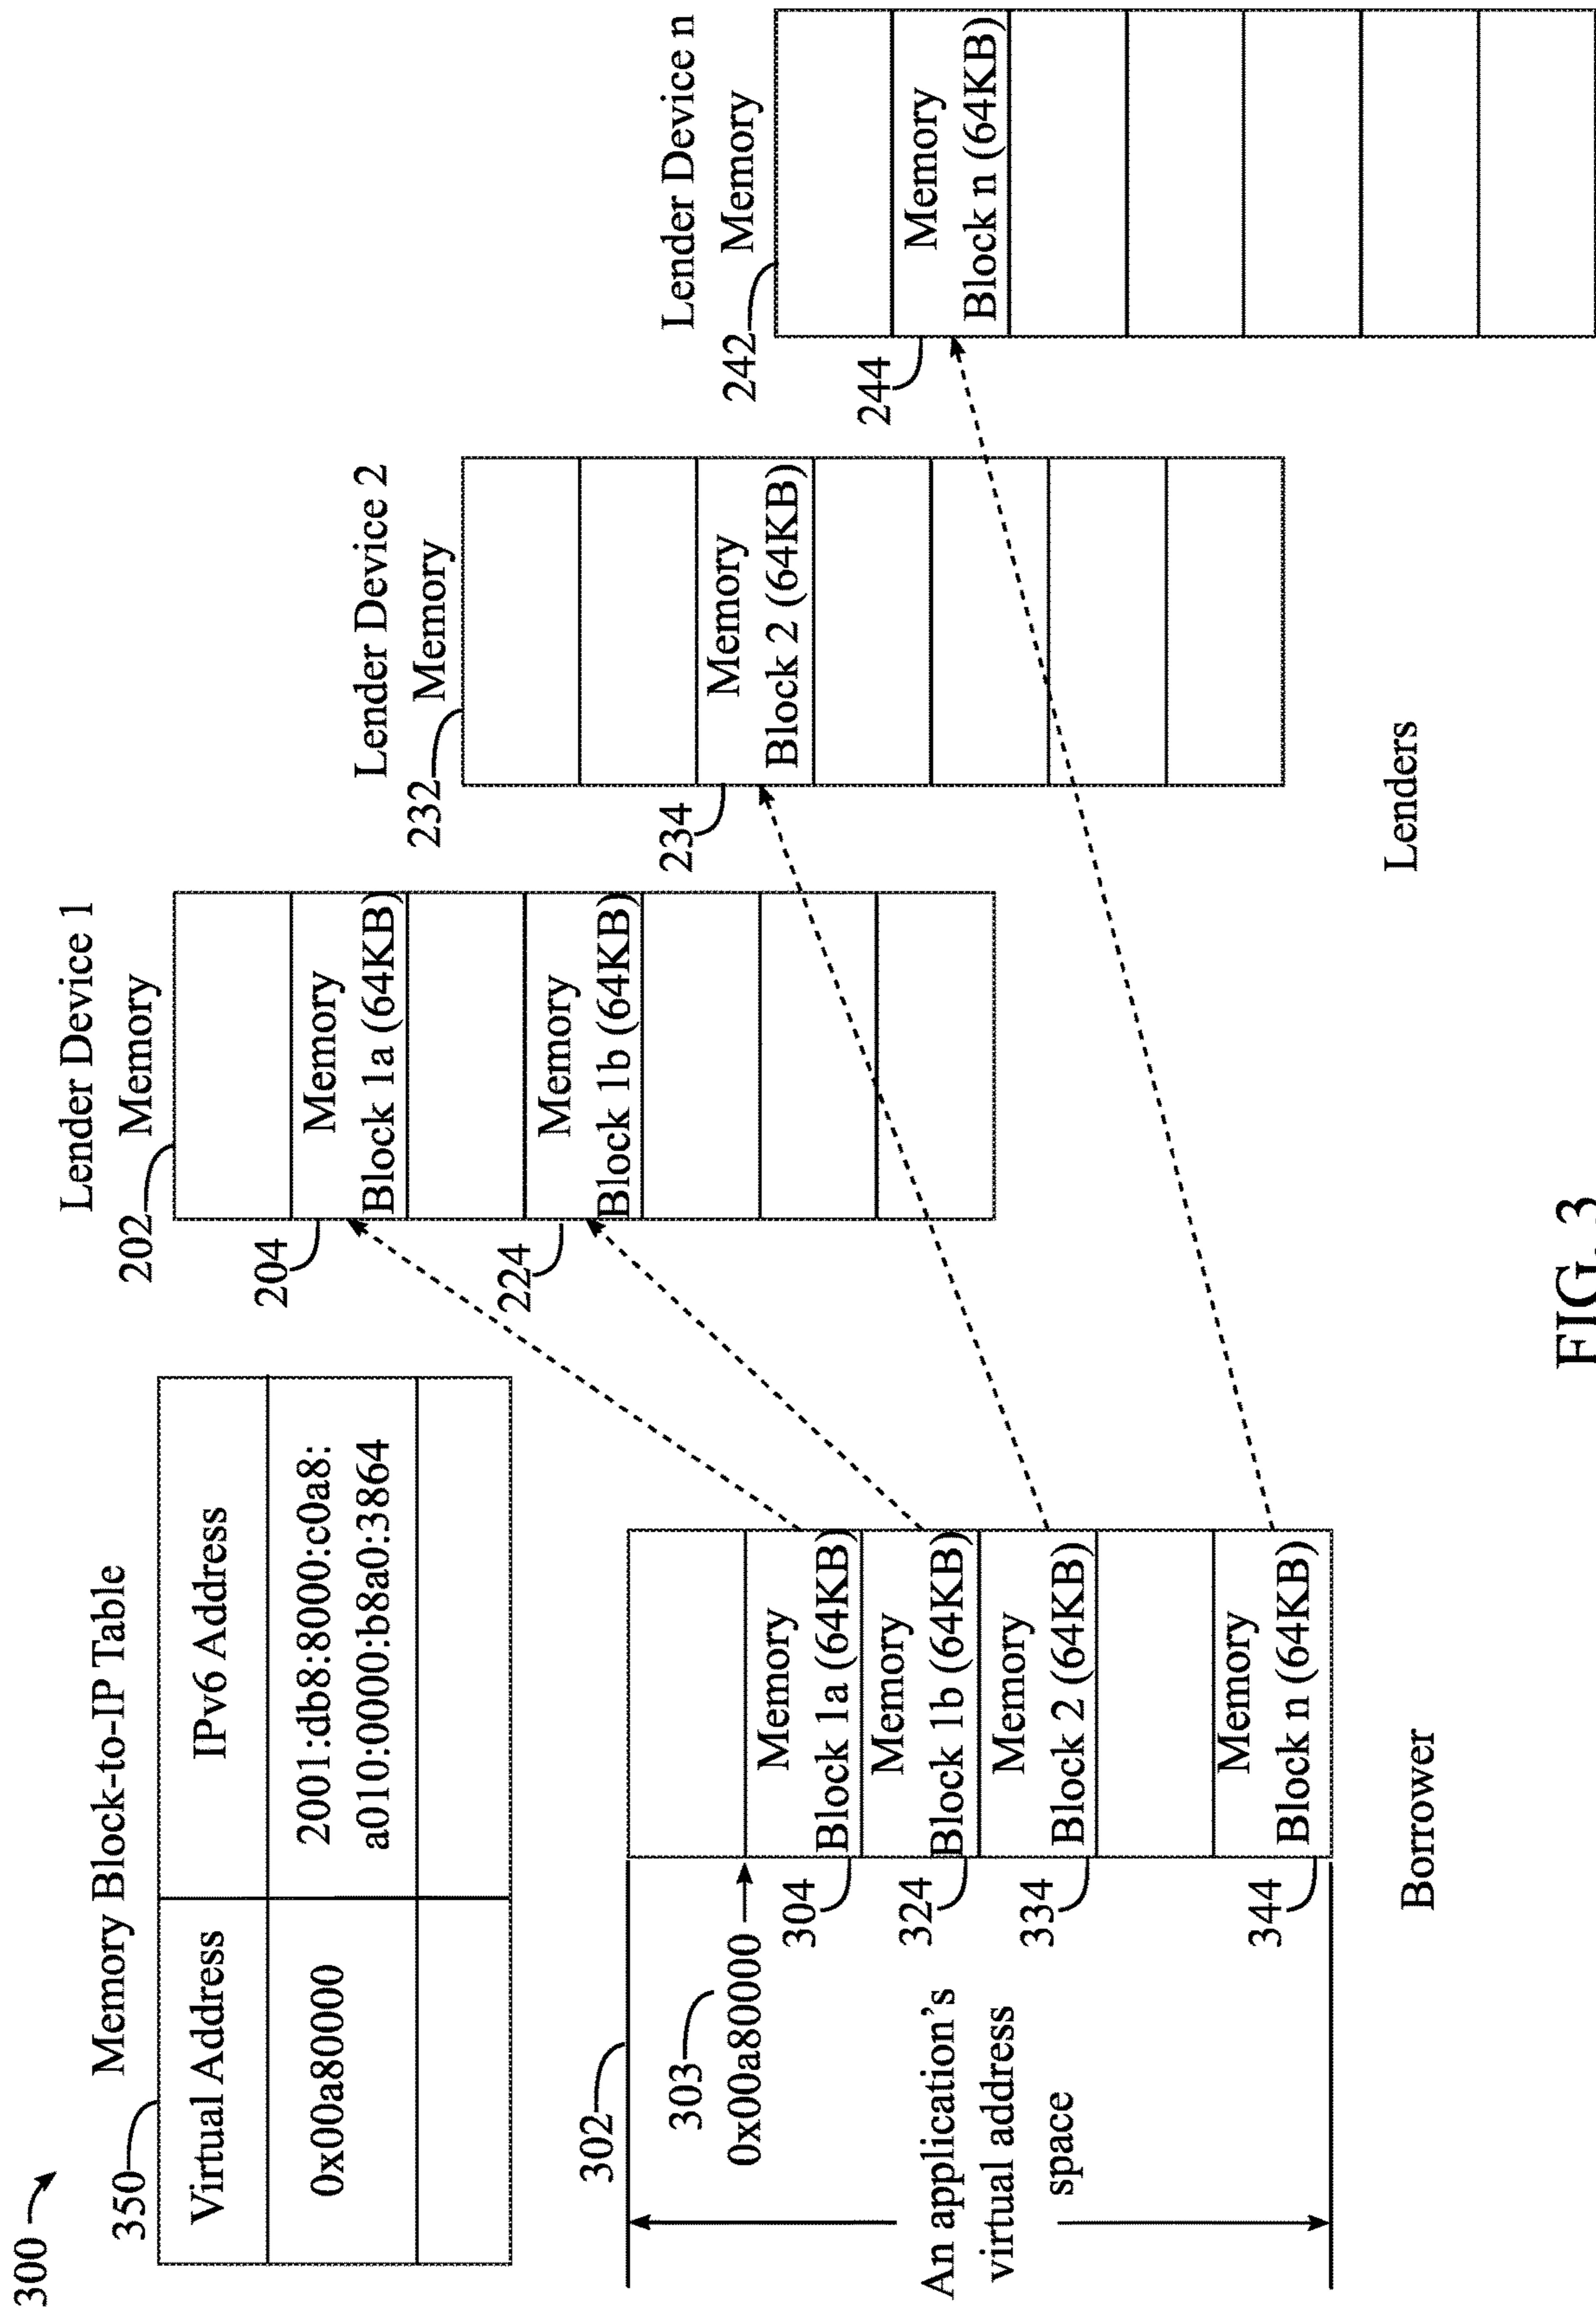 300
Memory Block-to-IP Table
350
Virtual Address
IPv6 Address
0x00a80000
2001:db8:8000:c0a8:
a010:0000:b8a0:3864
302
303
0x00a80000
An application's
virtual address
space
304
Memory
Block 1a (64KB)
324
Memory
Block 1b (64KB)
334
Memory
Block 2 (64KB)
344
Memory
Block n (64KB)
Borrower
Lender Device 1
Memory
202
204
Memory
Block 1a (64KB)
224
Memory
Block 1b (64KB)
Lender Device 2
Memory
232
234
Memory
Block 2 (64KB)
Lender Device n
Memory
242
244
Memory
Block n (64KB)
Lenders
FIG. 3